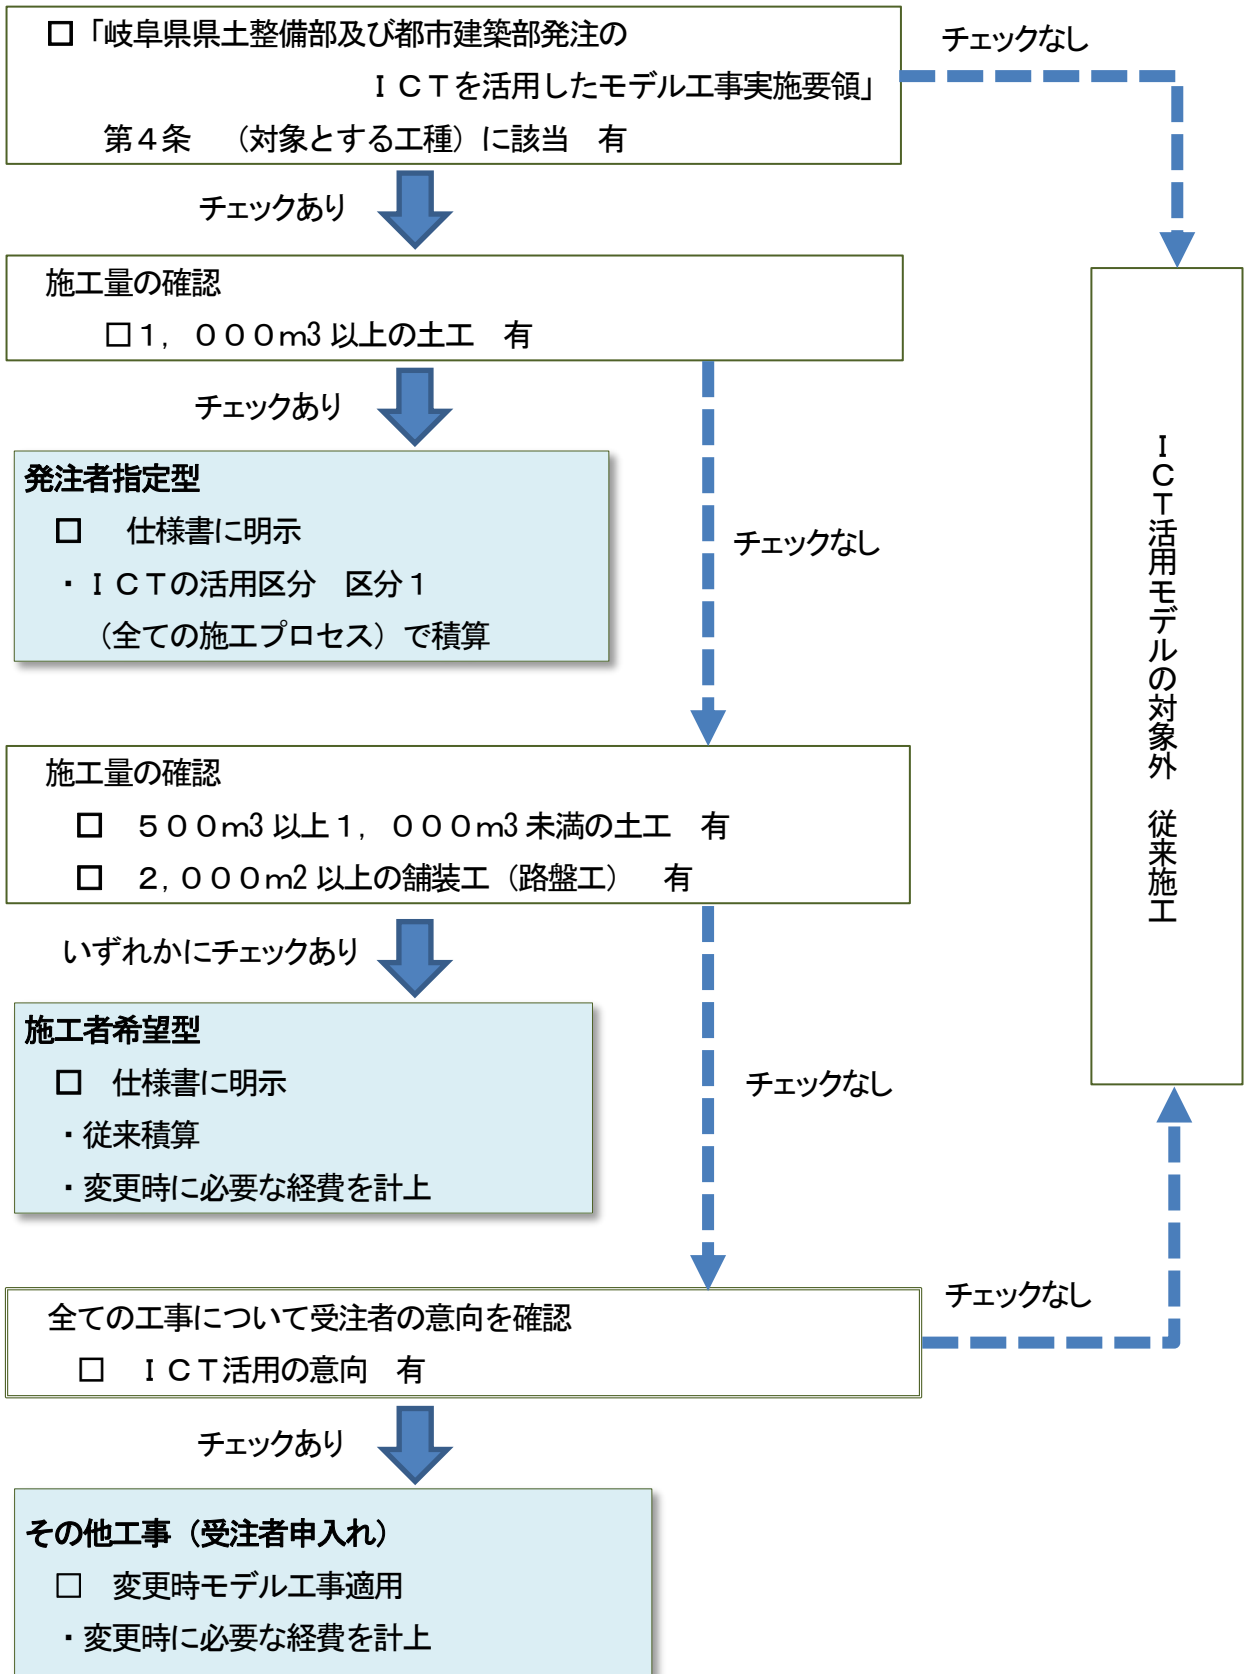 □「岐阜県県土整備部及び都市建築部発注の
ＩＣＴを活用したモデル工事実施要領」
第４条　（対象とする工種）に該当　有
チェックなし
チェックあり
施工量の確認
□１，０００m3 以上の土工　有
チェックあり
発注者指定型
□　仕様書に明示
・ＩＣＴの活用区分　区分１
（全ての施工プロセス）で積算
チェックなし
ＩＣＴ活用モデルの対象外　従来施工
施工量の確認
□　５００m3 以上１，０００m3 未満の土工　有
□　２,０００m2 以上の舗装工（路盤工）　有
いずれかにチェックあり
施工者希望型
□　仕様書に明示
・従来積算
・変更時に必要な経費を計上
チェックなし
全ての工事について受注者の意向を確認
□　ＩＣＴ活用の意向　有
チェックなし
チェックあり
その他工事（受注者申入れ）
□　変更時モデル工事適用
・変更時に必要な経費を計上